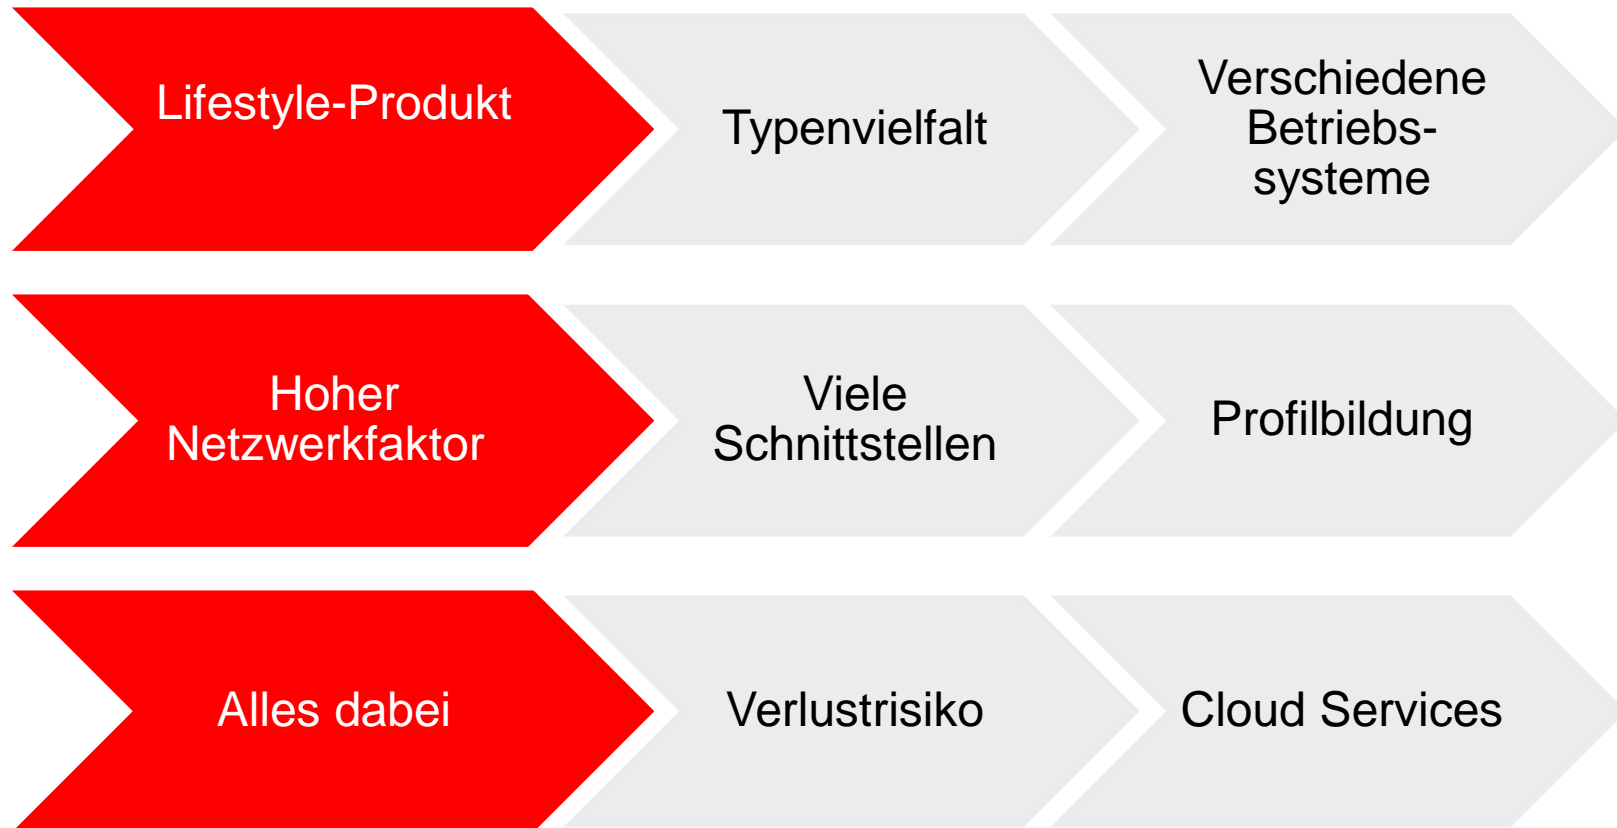 Lifestyle-Produkt
Typenvielfalt
Verschiedene
Betriebs-
systeme
Hoher
Netzwerkfaktor
Viele
Schnittstellen
Profilbildung
Alles dabei
Verlustrisiko
Cloud Services